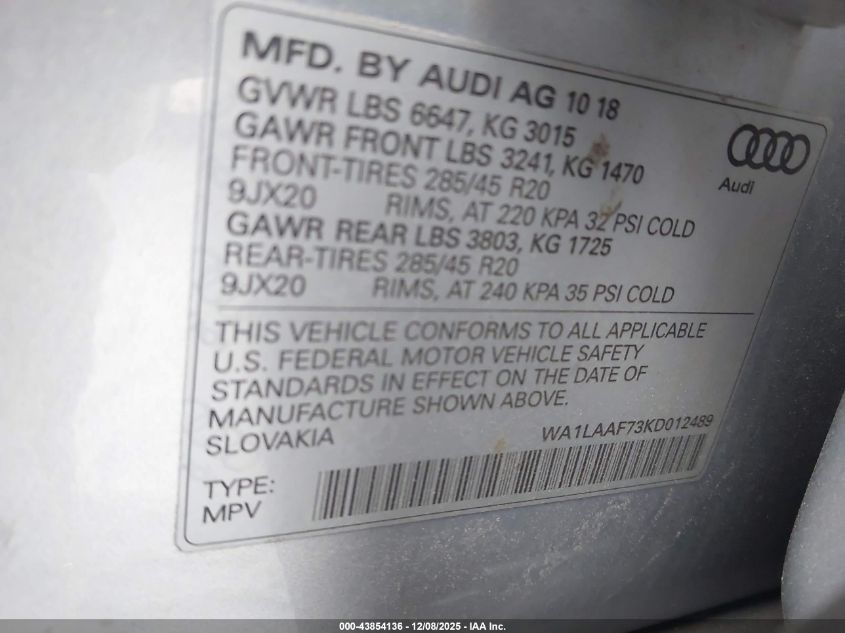 MFD. BY AUDI AG 10 18
GVWR LBS 6647, KG 3015
GAWR FRONT LBS 3241, KG 1470
FRONT-TIRES 285/45 R20
9JX20 RIMS, AT 220 KPA 32 PSI COLD
GAWR REAR LBS 3803, KG 1725
REAR-TIRES 285/45 R20
9JX20 RIMS, AT 240 KPA 35 PSI COLD
Audi
THIS VEHICLE CONFORMS TO ALL APPLICABLE
U.S. FEDERAL MOTOR VEHICLE SAFETY
STANDARDS IN EFFECT ON THE DATE OF
MANUFACTURE SHOWN ABOVE.
SLOVAKIA WA1LAAF73KD012489
TYPE:
MPV
000-43854136 - 12/08/2025 - IAA Inc.